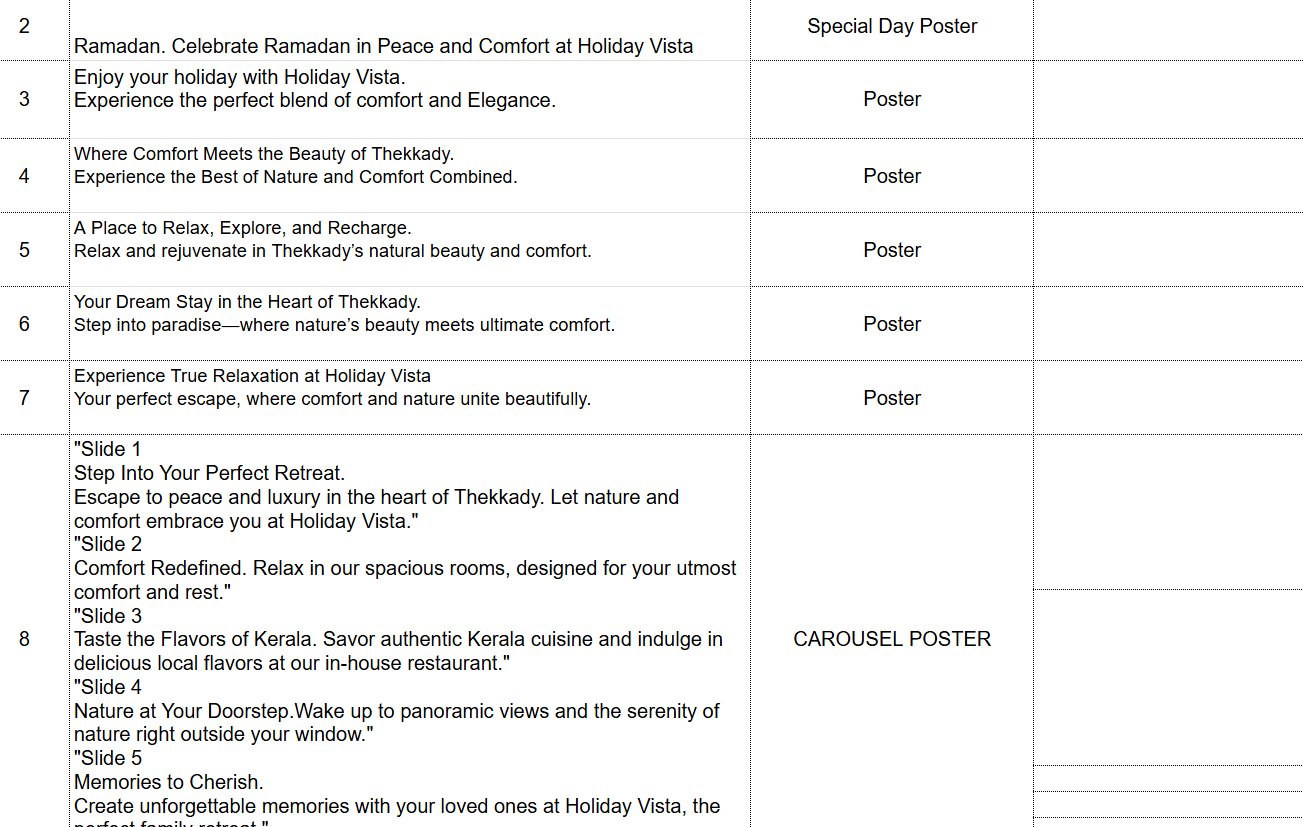 2
Ramadan. Celebrate Ramadan in Peace and Comfort at Holiday Vista
Special Day Poster
3
Enjoy your holiday with Holiday Vista.
Experience the perfect blend of comfort and Elegance.
Poster
4
Where Comfort Meets the Beauty of Thekkady.
Experience the Best of Nature and Comfort Combined.
Poster
5
A Place to Relax, Explore, and Recharge.
Relax and rejuvenate in Thekkady’s natural beauty and comfort.
Poster
6
Your Dream Stay in the Heart of Thekkady.
Step into paradise—where nature’s beauty meets ultimate comfort.
Poster
7
Experience True Relaxation at Holiday Vista
Your perfect escape, where comfort and nature unite beautifully.
Poster
8
"Slide 1
Step Into Your Perfect Retreat.
Escape to peace and luxury in the heart of Thekkady. Let nature and
comfort embrace you at Holiday Vista."
"Slide 2
Comfort Redefined. Relax in our spacious rooms, designed for your utmost
comfort and rest."
"Slide 3
Taste the Flavors of Kerala. Savor authentic Kerala cuisine and indulge in
delicious local flavors at our in-house restaurant."
"Slide 4
Nature at Your Doorstep.Wake up to panoramic views and the serenity of
nature right outside your window."
"Slide 5
Memories to Cherish.
Create unforgettable memories with your loved ones at Holiday Vista, the
perfect family retreat."
CAROUSEL POSTER